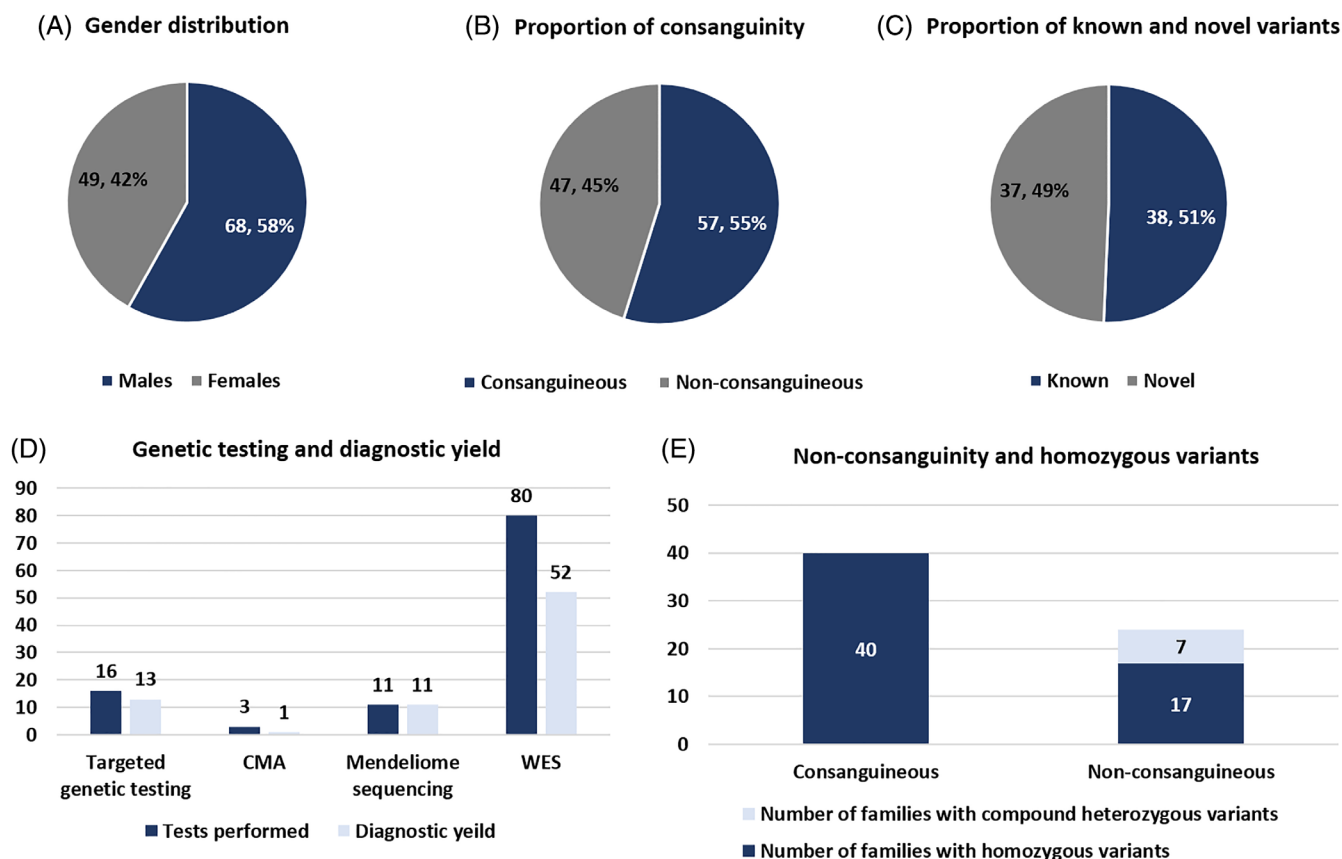 (A) Gender distribution
49, 42%
68, 58%
Males Females
(B) Proportion of consanguinity
47, 45%
57, 55%
Consanguineous Non-consanguineous
(C) Proportion of known and novel variants
37, 49%
38, 51%
Known Novel
(D) Genetic testing and diagnostic yield
90
80
70
60
50
40
30
20
10
0
16 13
3 1
11 11
80 52
Targeted genetic testing
CMA
Mendeliome sequencing
WES
Tests performed Diagnostic yeild
(E) Non-consanguinity and homozygous variants
50
40
30
20
10
0
40
7
17
Consanguineous Non-consanguineous
Number of families with compound heterozygous variants
Number of families with homozygous variants